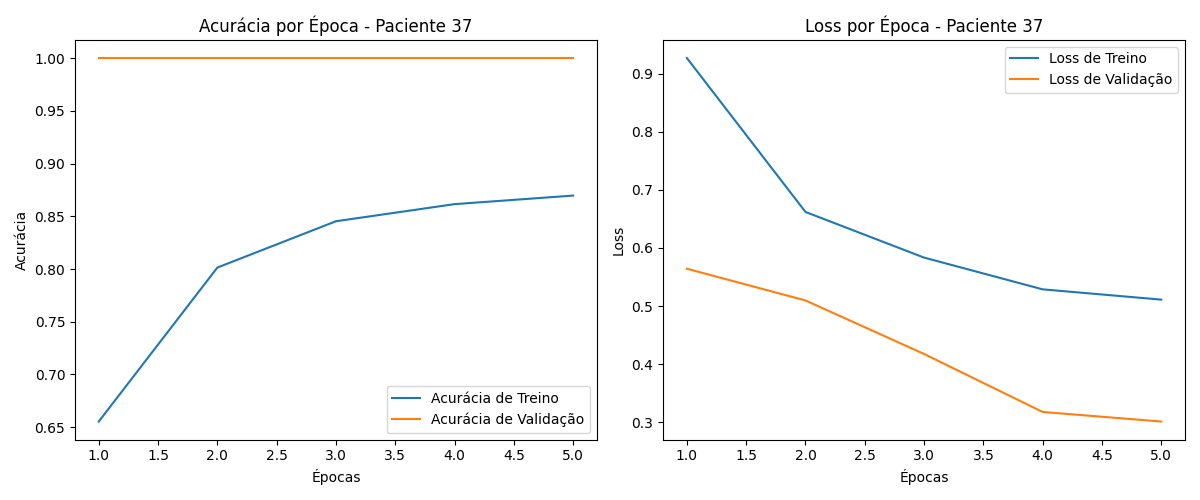 Acurácia por Época - Paciente 37
1.00
0.95
0.90
0.85
0.80
0.75
0.70
0.65
Acurácia
1.0 1.5 2.0 2.5 3.0 3.5 4.0 4.5 5.0
Épocas
Acurácia de Treino
Acurácia de Validação
Loss por Época - Paciente 37
0.9
0.8
0.7
0.6
0.5
0.4
0.3
Loss
1.0 1.5 2.0 2.5 3.0 3.5 4.0 4.5 5.0
Épocas
Loss de Treino
Loss de Validação